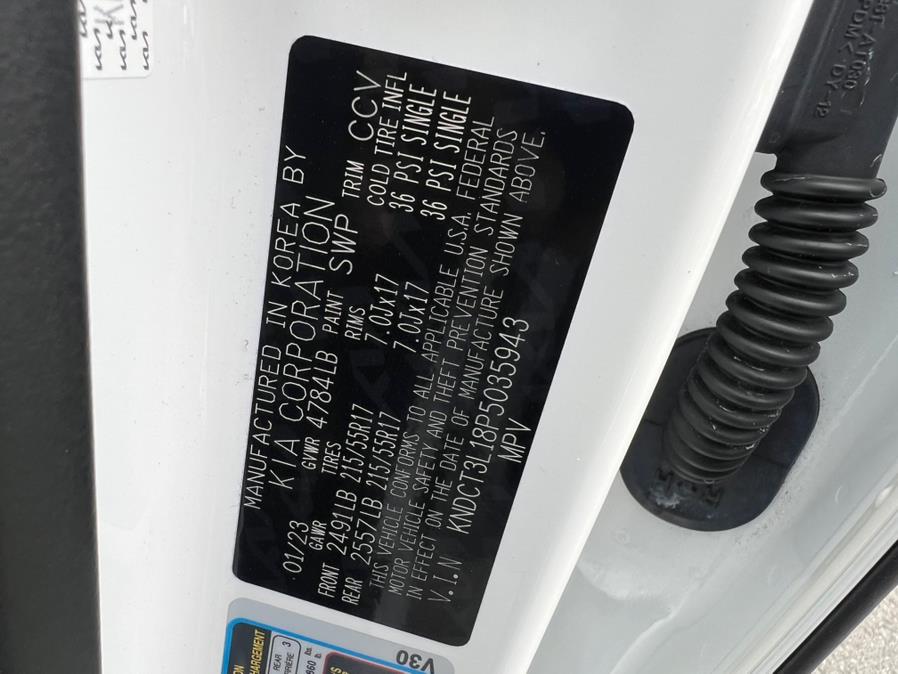 MANUFACTURED IN KOREA BY
KIA CORPORATION
01/23 GVWR 4784LB PAINT SWP TRIM CCV
GAWR TIRES RIMS COLD TIRE INFL
FRONT 2491LB 215/55R17 7.0Jx17 36 PSI SINGLE
REAR 2557LB 215/55R17 7.0Jx17 36 PSI SINGLE
THIS VEHICLE CONFORMS TO ALL APPLICABLE U.S.A. FEDERAL
MOTOR VEHICLE SAFETY AND THEFT PREVENTION STANDARDS
IN EFFECT ON THE DATE OF MANUFACTURE SHOWN ABOVE.
V.I.N KNDCT3L18P5035943
MPV
V30
REAR 3